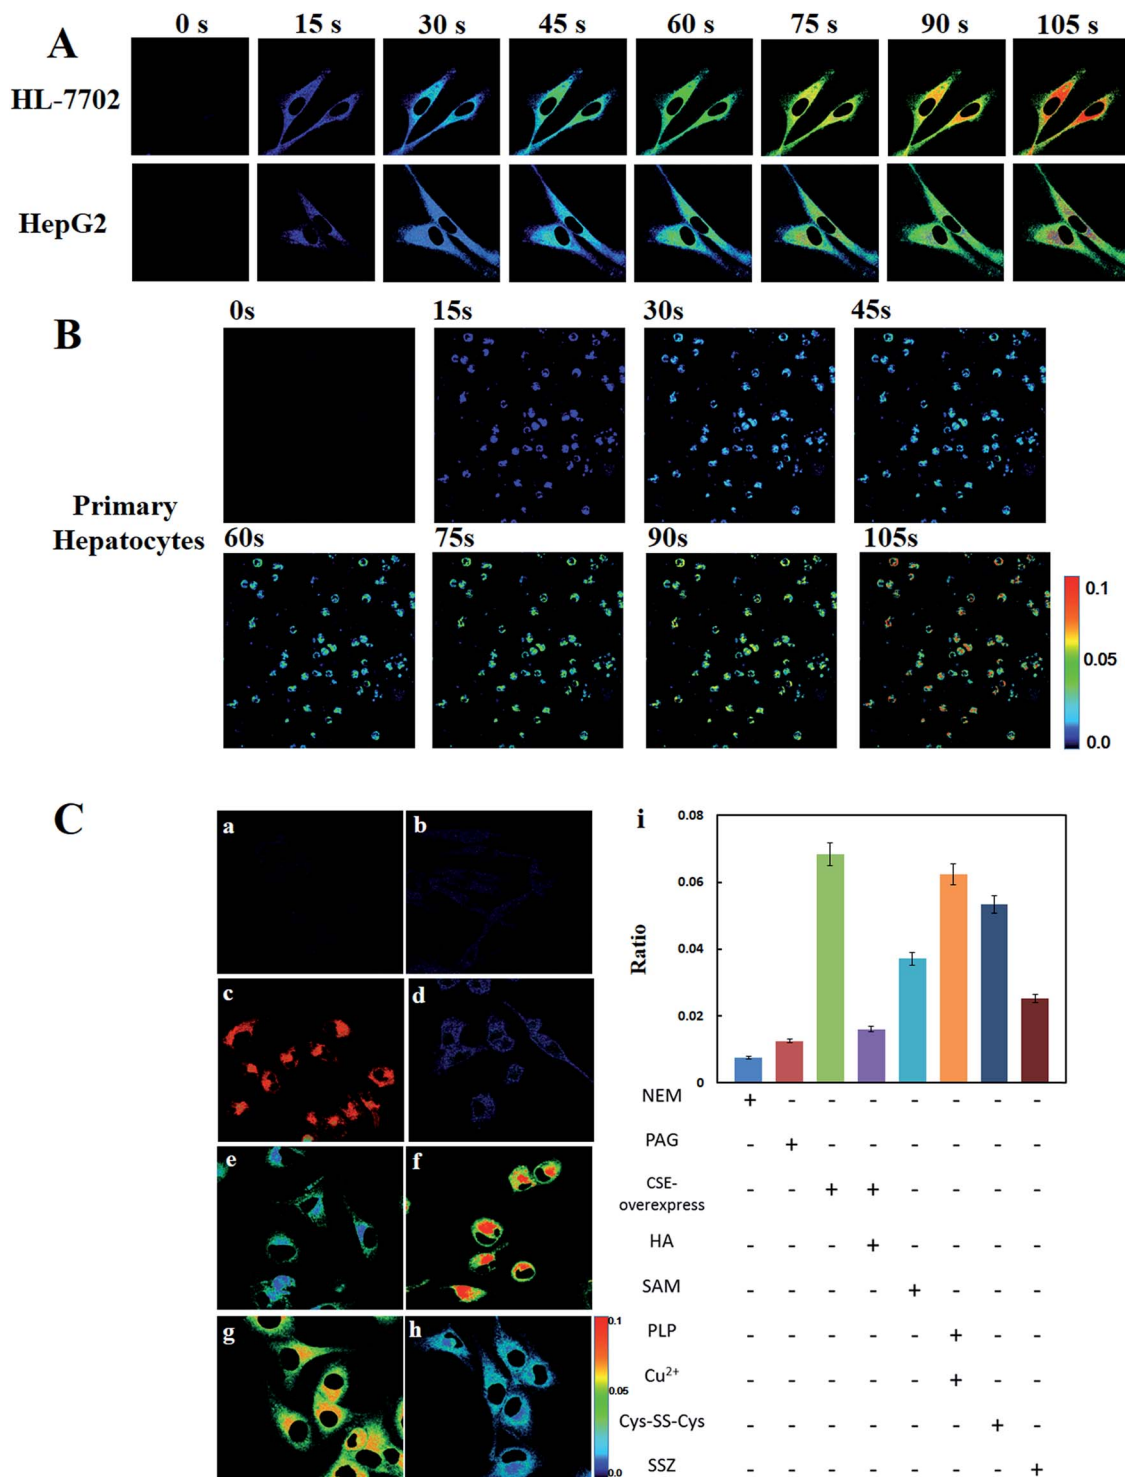 A
0 s 15 s 30 s 45 s 60 s 75 s 90 s 105 s
HL-7702
HepG2
B
0s 15s 30s 45s
Primary
Hepatocytes
60s 75s 90s 105s
0.1
0.05
0.0
C
a b
c d
e f
g h
0.1
0.05
0.0
i
0.08
0.06
0.04
0.02
0
Ratio
NEM + - - - - - - -
PAG - + - - - - - -
CSE-
overexpress - - + + - - - -
HA - - - + - - - -
SAM - - - - + - - -
PLP - - - - - + - -
Cu²⁺ - - - - - + - -
Cys-SS-Cys - - - - - - + -
SSZ - - - - - - - +